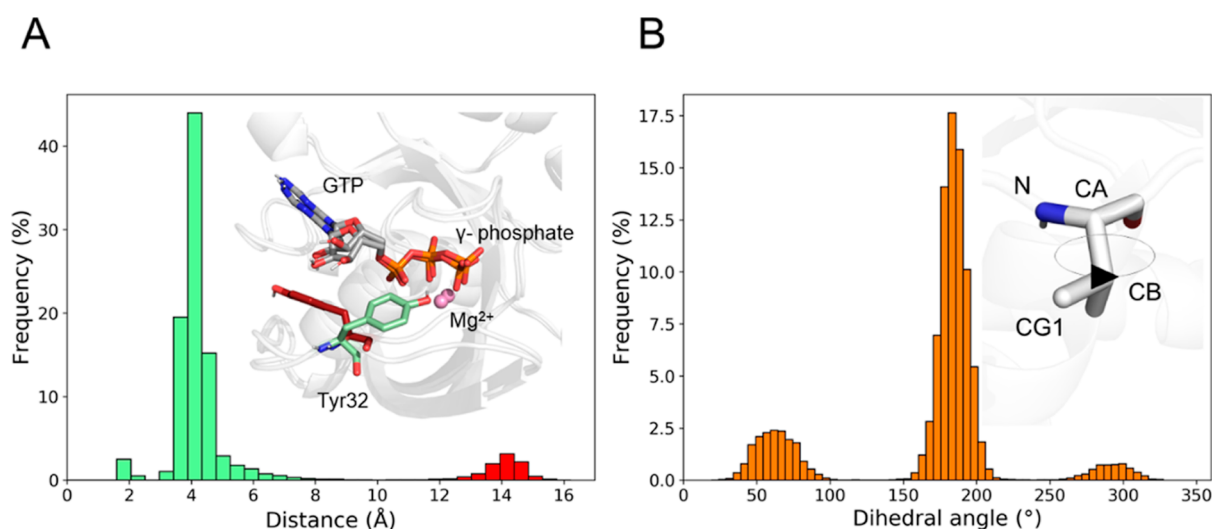 A
B
Frequency (%)
40
30
20
10
0
0 2 4 6 8 10 12 14 16
Distance (Å)
GTP
γ- phosphate
Mg²⁺
Tyr32
Frequency (%)
17.5
15.0
12.5
10.0
7.5
5.0
2.5
0.0
0 50 100 150 200 250 300 350
Dihedral angle (°)
N
CA
CB
CG1